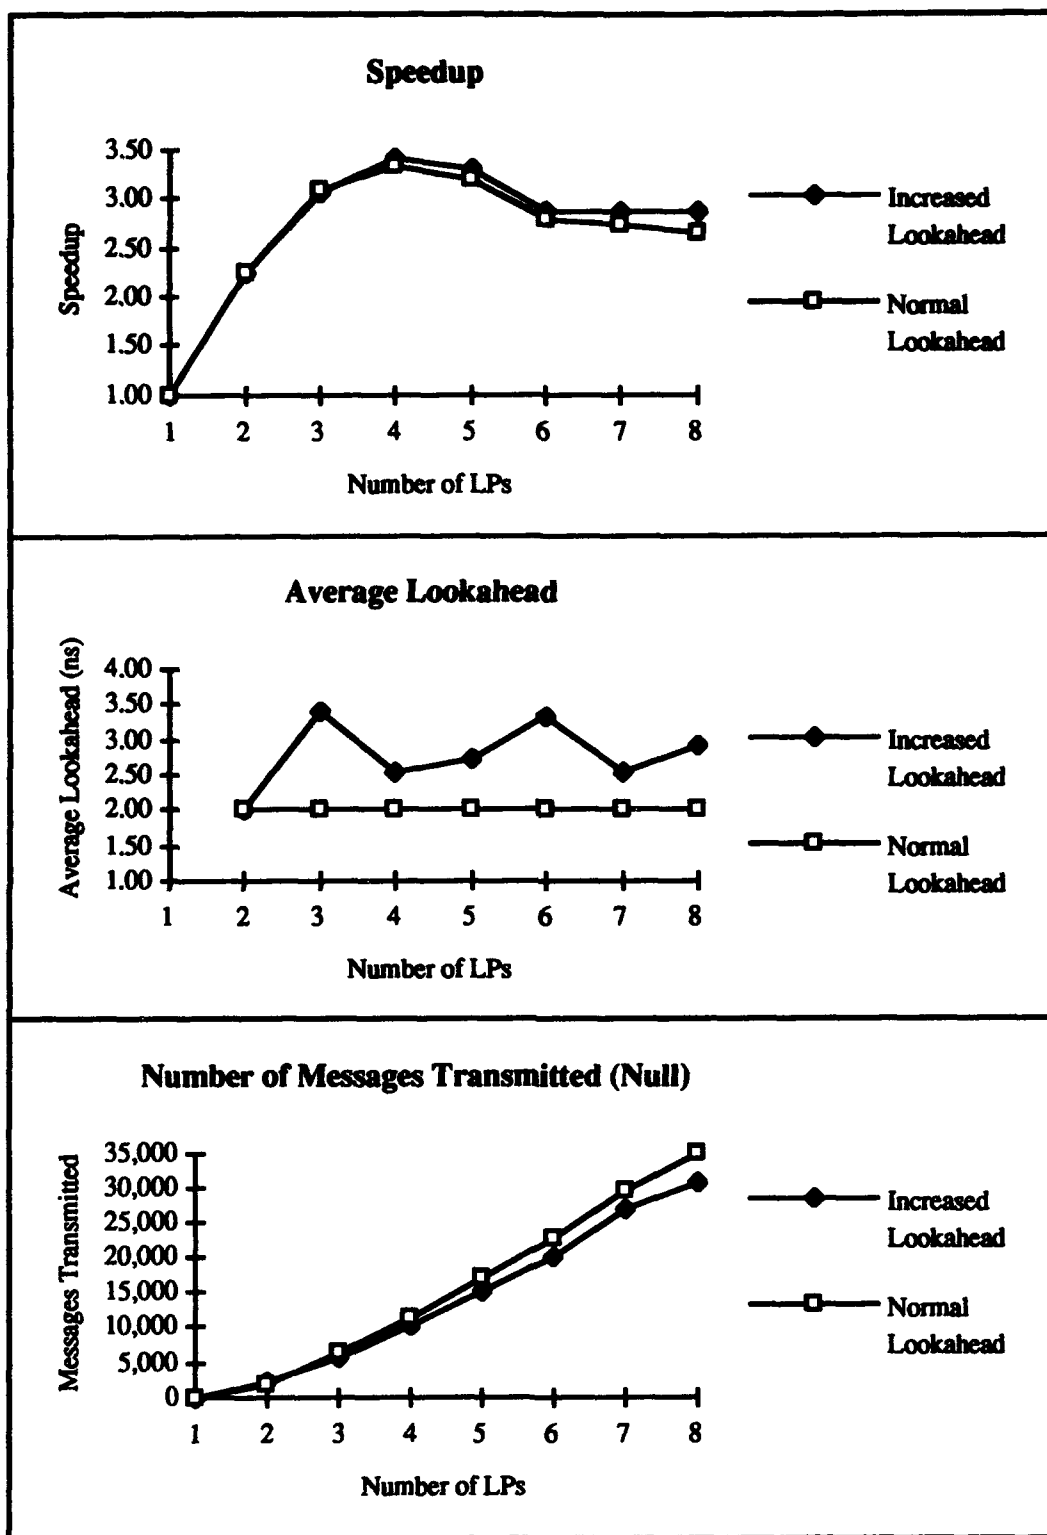 Speedup
3.50
3.00
2.50
2.00
1.50
1.00
Speedup
1 2 3 4 5 6 7 8
Number of LPs
Increased
Lookahead
Normal
Lookahead
Average Lookahead
4.00
3.50
3.00
2.50
2.00
1.50
1.00
Average Lookahead (ns)
1 2 3 4 5 6 7 8
Number of LPs
Increased
Lookahead
Normal
Lookahead
Number of Messages Transmitted (Null)
35,000
30,000
25,000
20,000
15,000
10,000
5,000
0
Messages Transmitted
1 2 3 4 5 6 7 8
Number of LPs
Increased
Lookahead
Normal
Lookahead